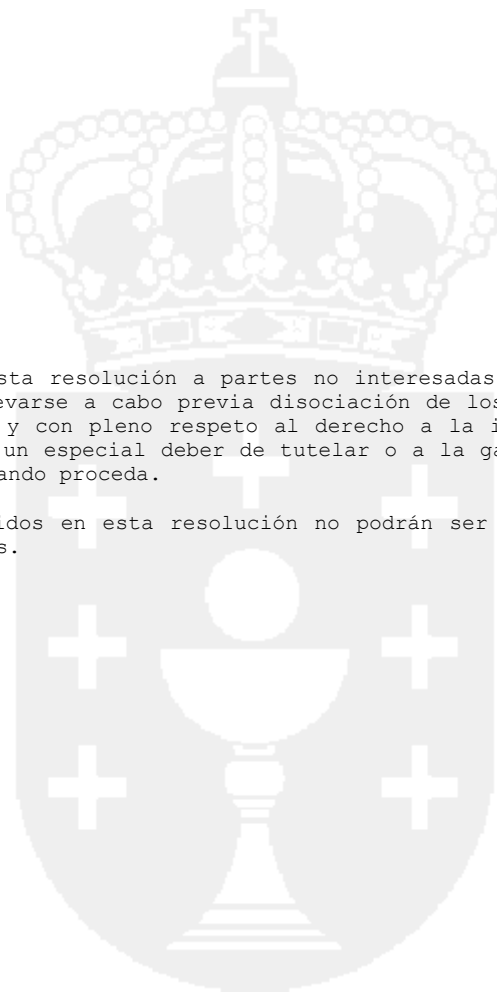 sta resolución a partes no interesadas
evarse a cabo previa disociación de los
y con pleno respeto al derecho a la i
un especial deber de tutelar o a la ga
ando proceda.
idos en esta resolución no podrán ser
s.